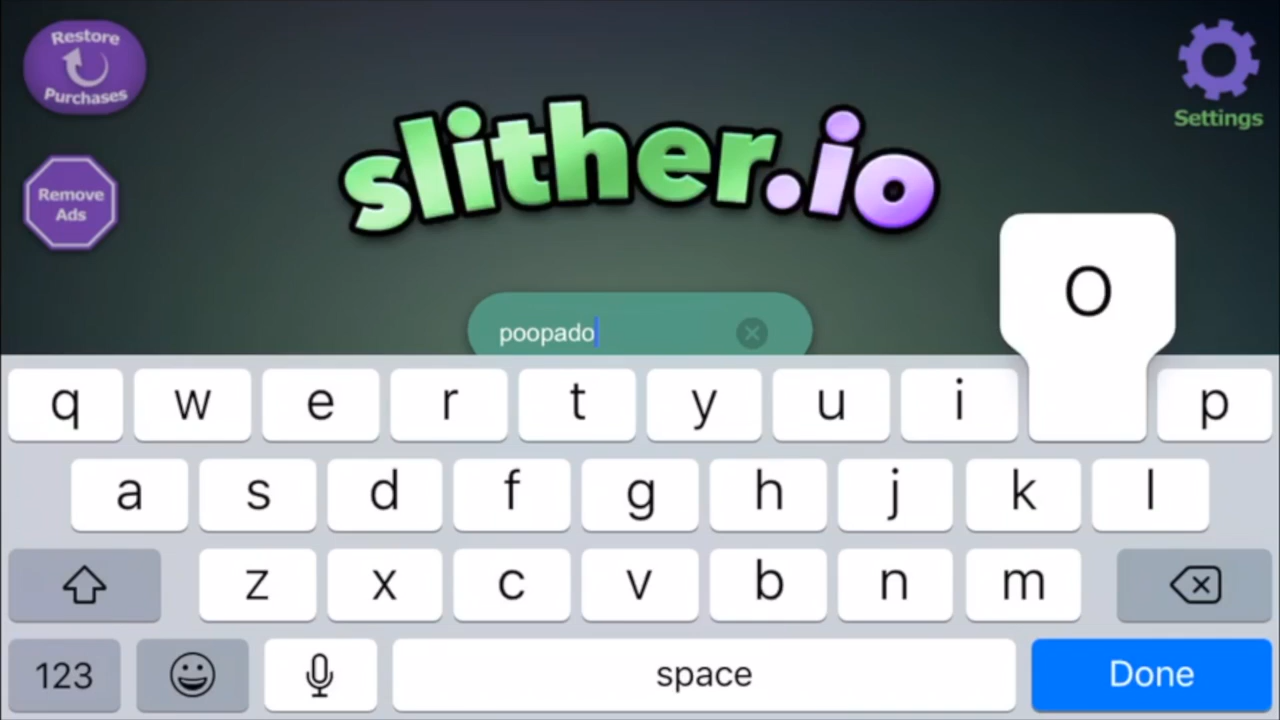 Restore
Purchases
Settings
slither.io
Remove
Ads
O
poopado
q w e r t y u i p
a s d f g h j k l
z x c v b n m
123 space Done